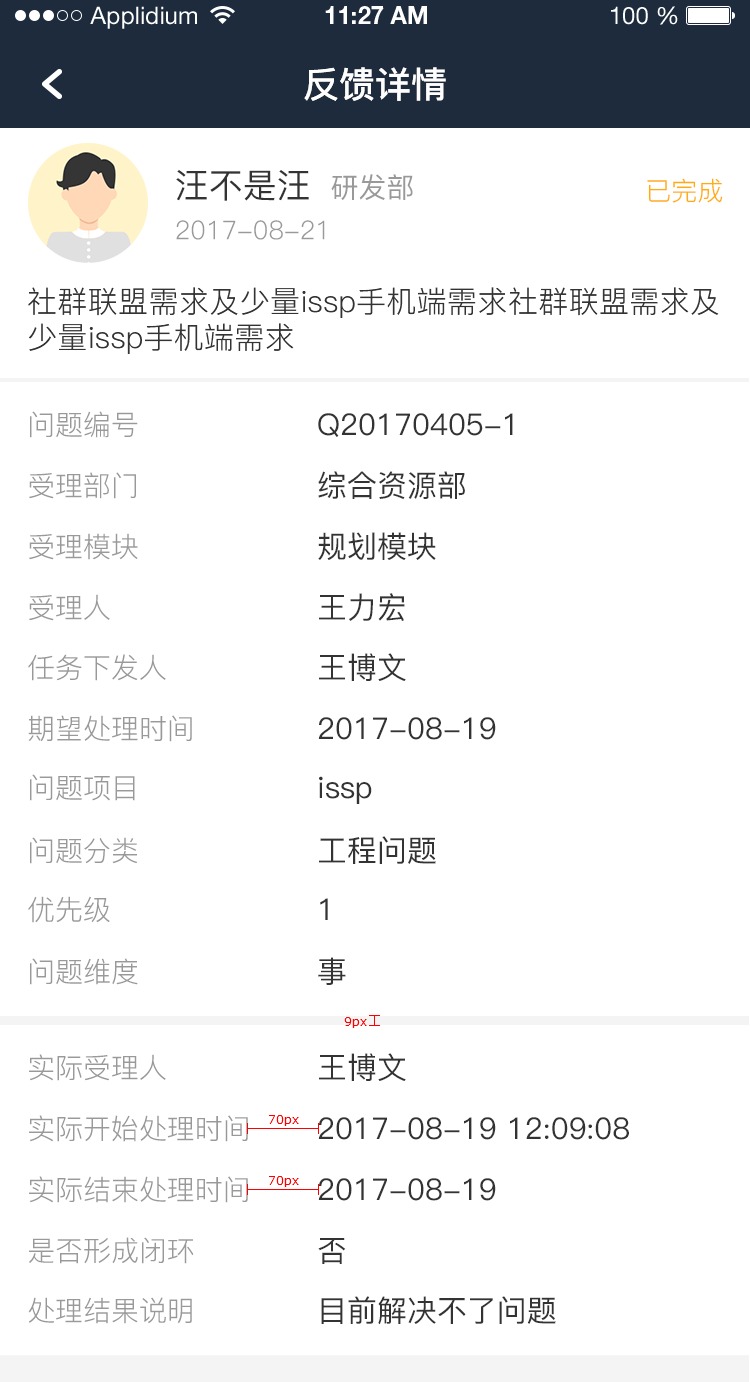 Applidium 11:27 AM 100 %
反馈详情
汪不是汪 研发部 已完成
2017-08-21
社群联盟需求及少量issp手机端需求社群联盟需求及
少量issp手机端需求
问题编号 Q20170405-1
受理部门 综合资源部
受理模块 规划模块
受理人 王力宏
任务下发人 王博文
期望处理时间 2017-08-19
问题项目 issp
问题分类 工程问题
优先级 1
问题维度 事
9px
实际受理人 王博文
实际开始处理时间 70px 2017-08-19 12:09:08
实际结束处理时间 70px 2017-08-19
是否形成闭环 否
处理结果说明 目前解决不了问题